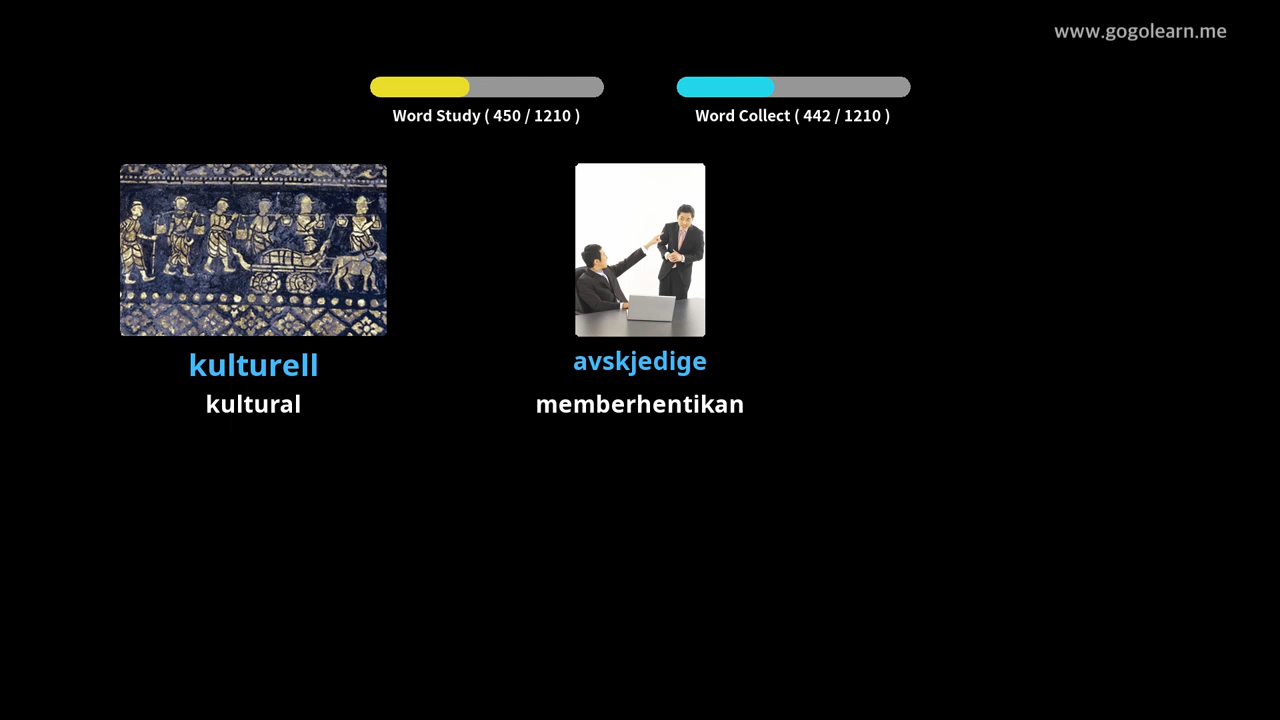 www.gogolearn.me
Word Study ( 450 / 1210 )
Word Collect ( 442 / 1210 )
kulturell
kultural
avskjedige
memberhentikan